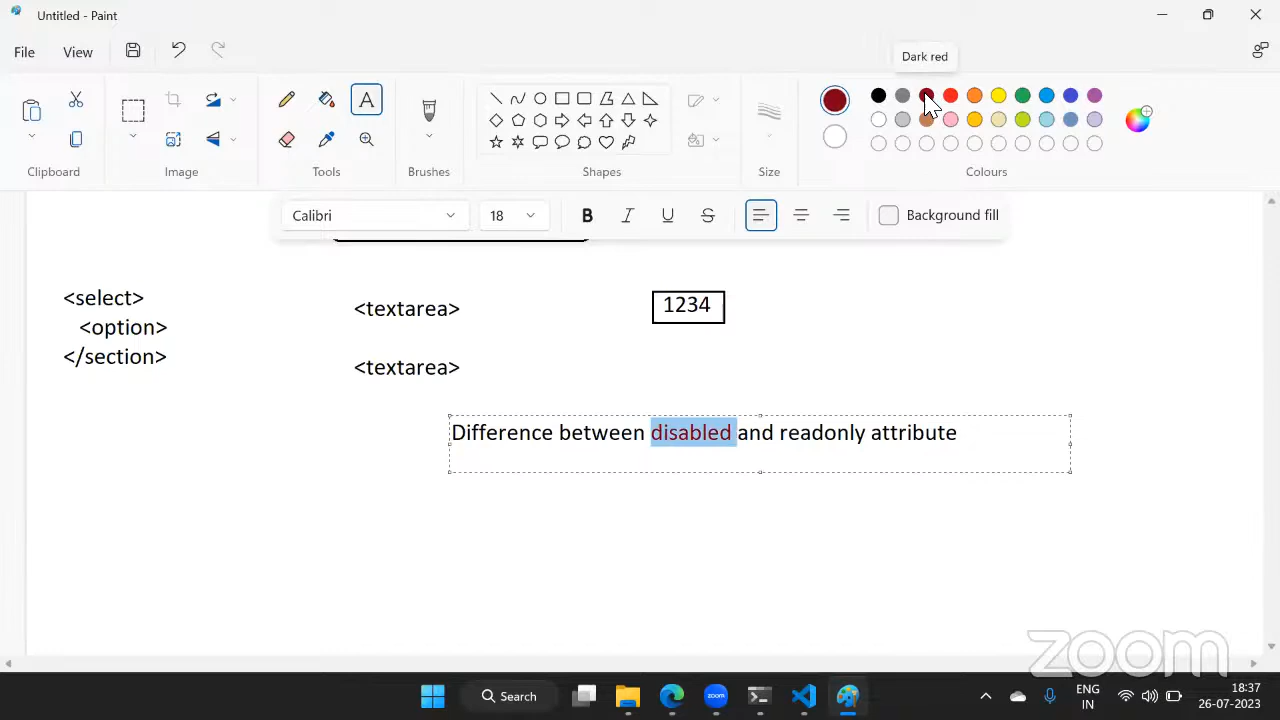 Untitled - Paint
Dark red
File
View
Clipboard
Image
Tools
Brushes
Shapes
Size
Colours
Calibri
18
B
I
U
S
Background fill
<select>
<option>
</section>
<textarea>
<textarea>
1234
Difference between disabled and readonly attribute
zoom
Search
zoom
ENG
IN
18:37
26-07-2023